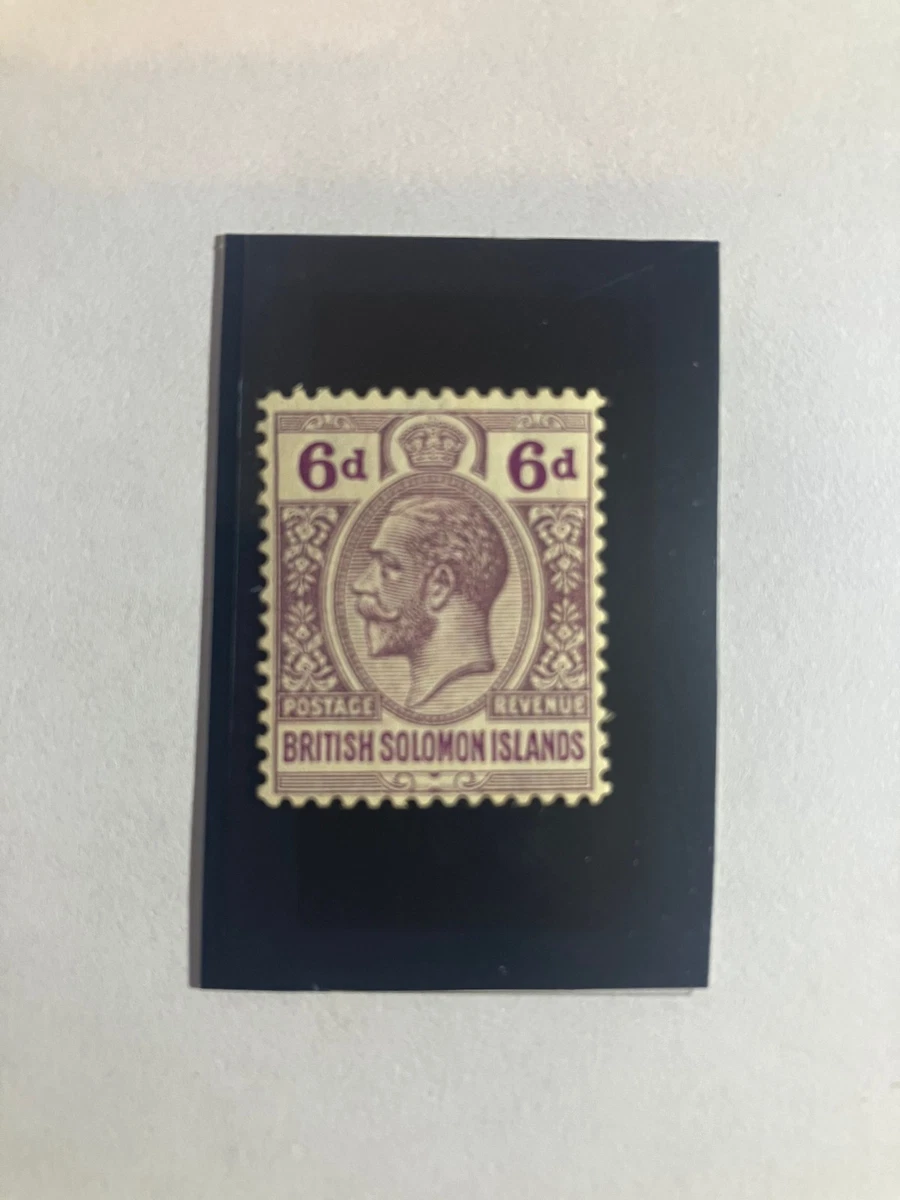 6d 6d
POSTAGE REVENUE
BRITISH SOLOMON ISLANDS